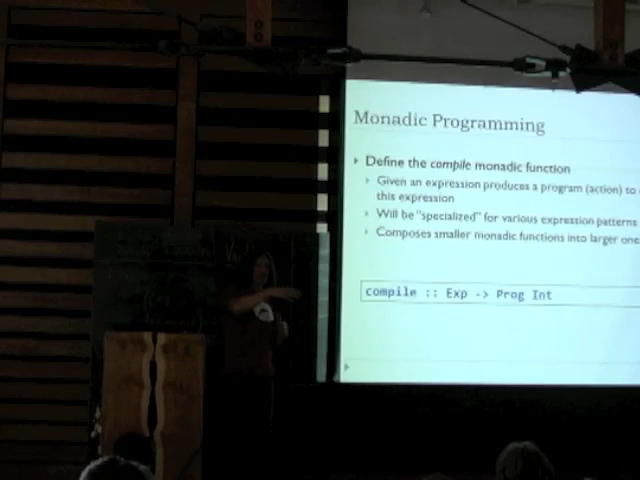 Monadic Programming
Define the compile monadic function
Given an expression produces a program (action) to
this expression
Will be "specialized" for various expression patterns
Composes smaller monadic functions into larger one
compile :: Exp -> Prog Int